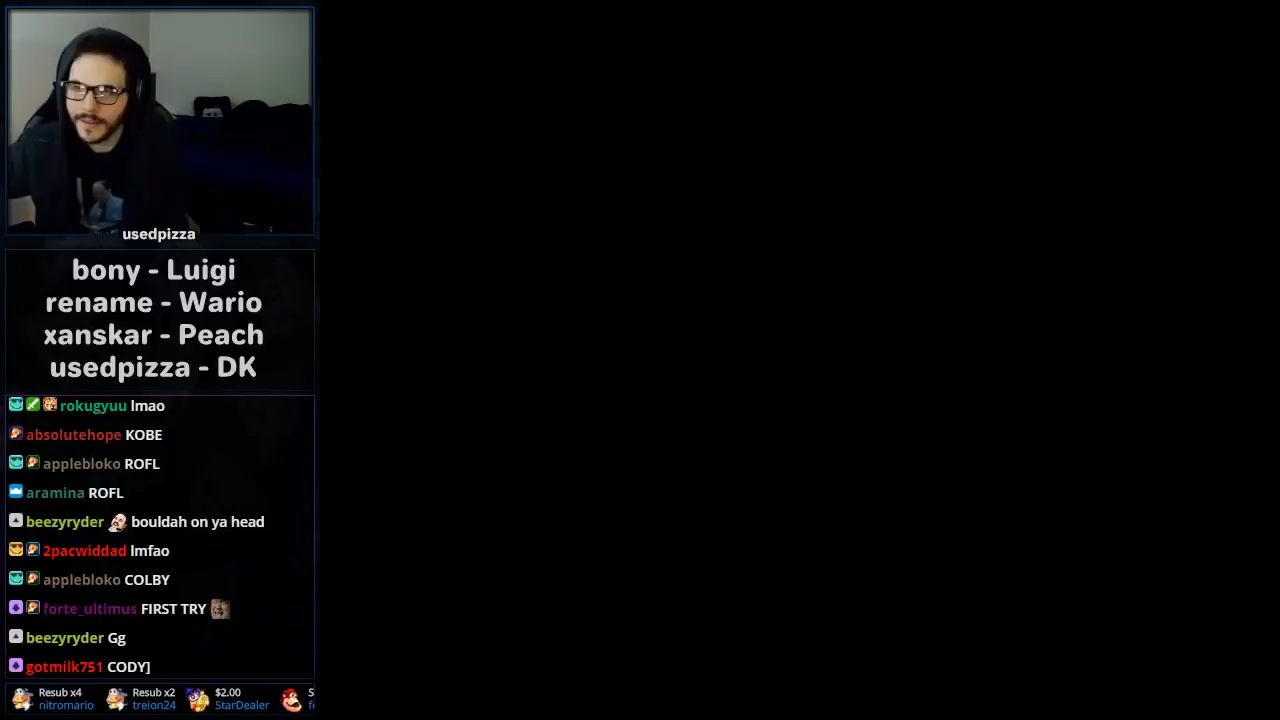 usedpizza
bony - Luigi
rename - Wario
xanskar - Peach
usedpizza - DK
rokugyuu lmao
absolutehope KOBE
applebloko ROFL
aramina ROFL
beezyryder bouldah on ya head
2pacwiddad lmfao
applebloko COLBY
forte_ultimus FIRST TRY
beezyryder Gg
gotmilk751 CODY]
Resub x4 Resub x2 $2.00 S
nitromario treion24 StarDealer